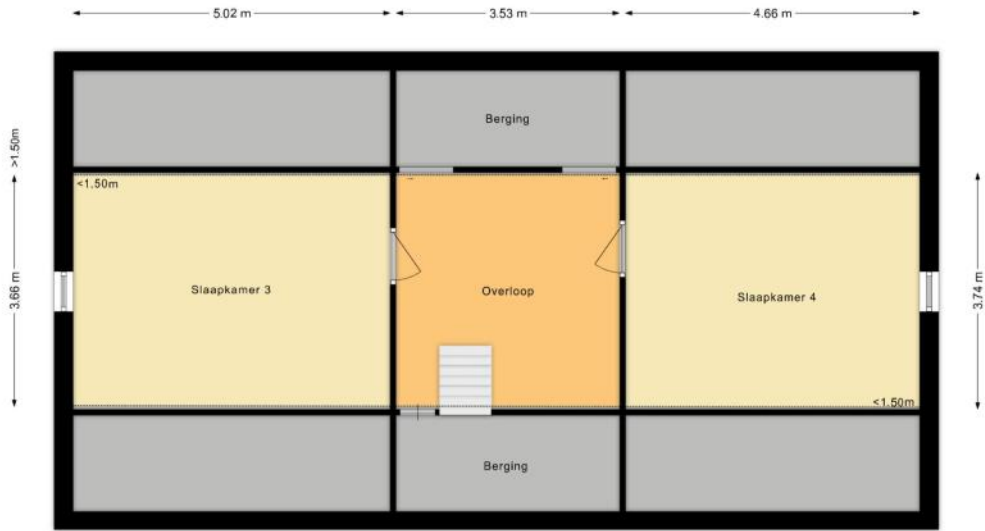 5.02 m
3.53 m
4.66 m
Berging
>1.50m
<1.50m
3.66 m
Slaapkamer 3
Overloop
Slaapkamer 4
3.74 m
<1.50m
Berging